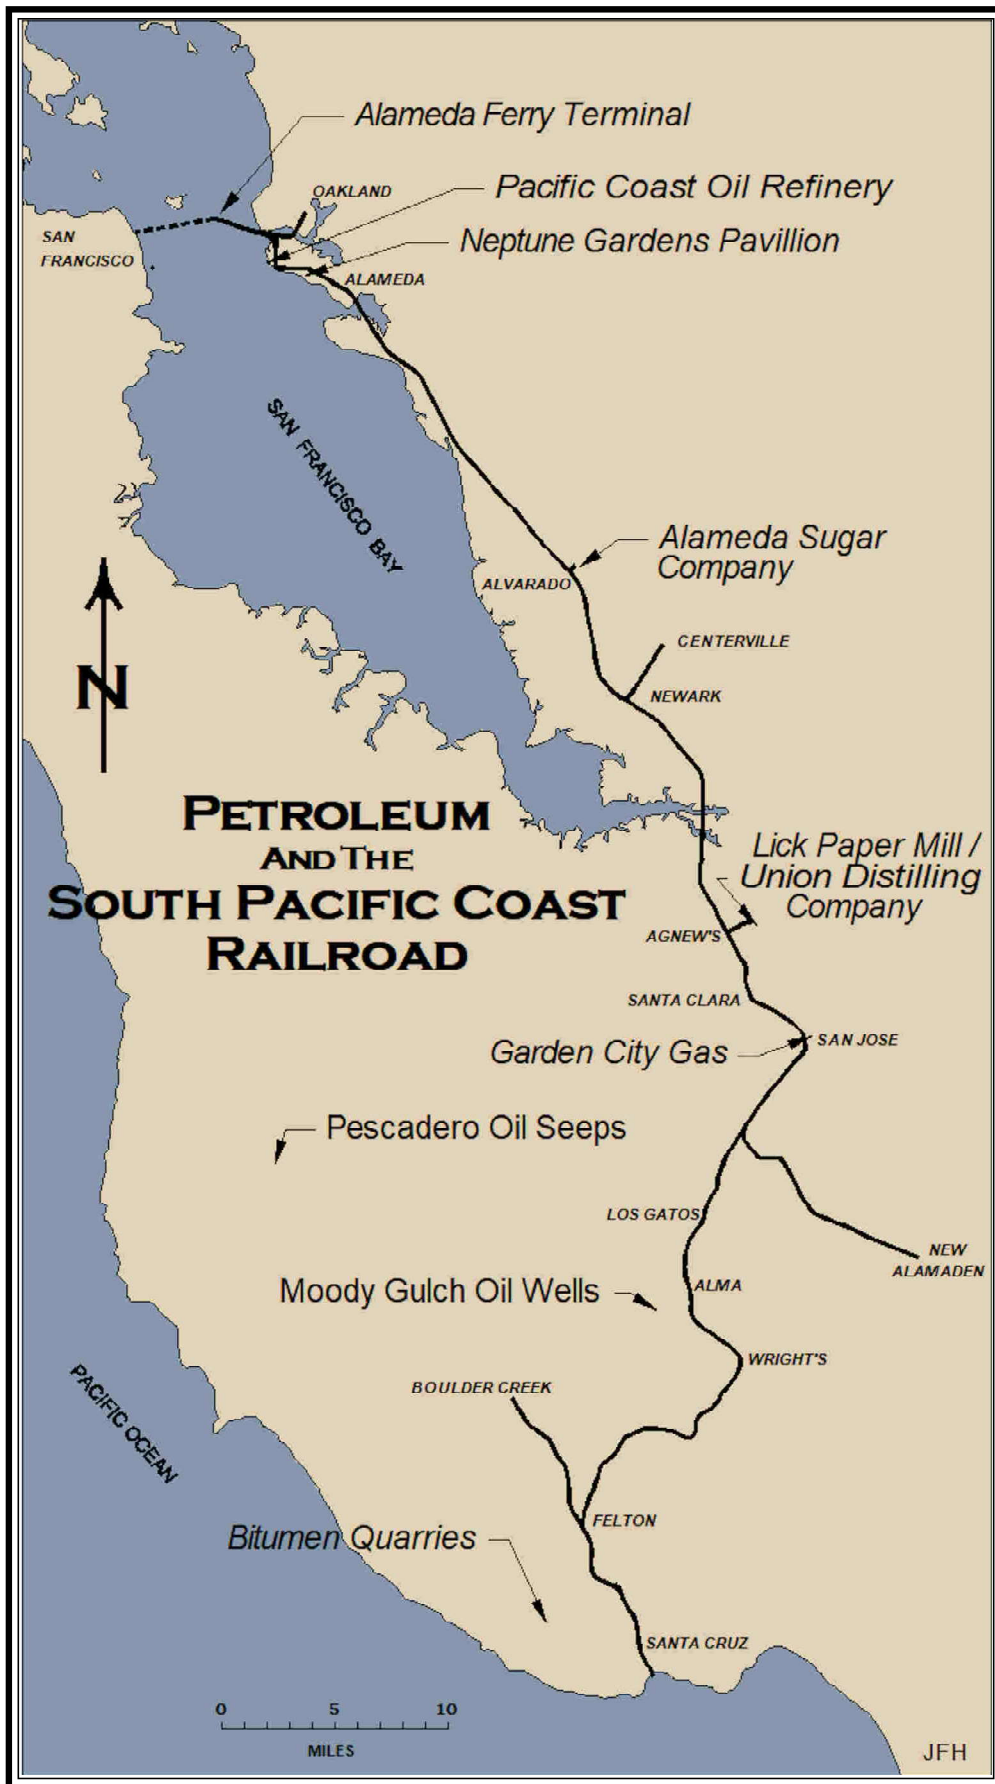 Alameda Ferry Terminal
OAKLAND
Pacific Coast Oil Refinery
SAN
FRANCISCO
Neptune Gardens Pavillion
ALAMEDA
SAN FRANCISCO BAY
Alameda Sugar
Company
ALVARADO
CENTERVILLE
N
NEWARK
PETROLEUM
AND THE
SOUTH PACIFIC COAST
RAILROAD
Lick Paper Mill /
Union Distilling
Company
AGNEW'S
SANTA CLARA
SAN JOSE
Garden City Gas
Pescadero Oil Seeps
LOS GATOS
NEW
ALAMADEN
Moody Gulch Oil Wells
ALMA
WRIGHT'S
BOULDER CREEK
PACIFIC OCEAN
FELTON
Bitumen Quarries
SANTA CRUZ
0 5 10
MILES
JFH